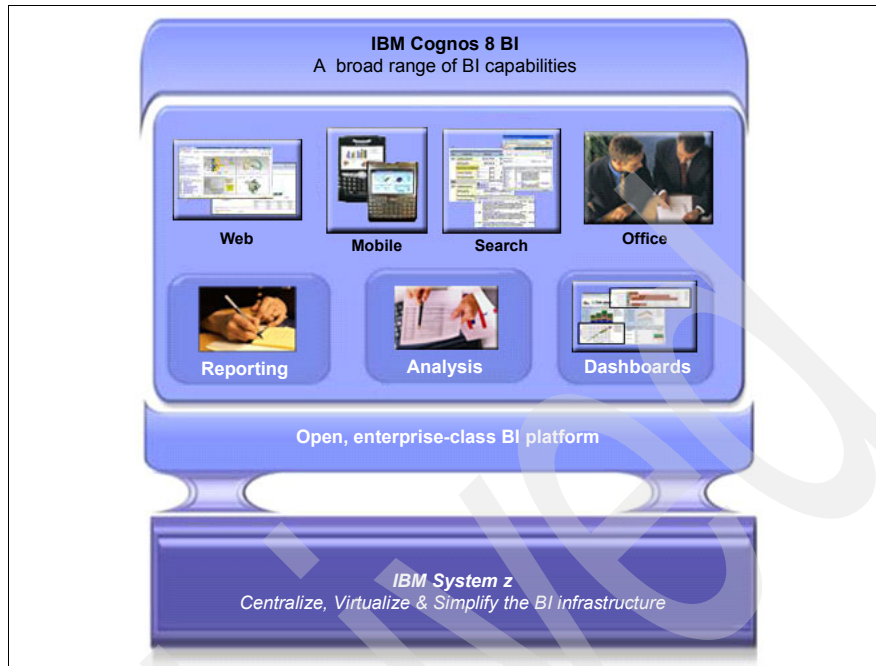 IBM Cognos 8 BI
A broad range of BI capabilities
Web
Mobile
Search
Office
Reporting
Analysis
Dashboards
Open, enterprise-class BI platform
IBM System z
Centralize, Virtualize & Simplify the BI infrastructure